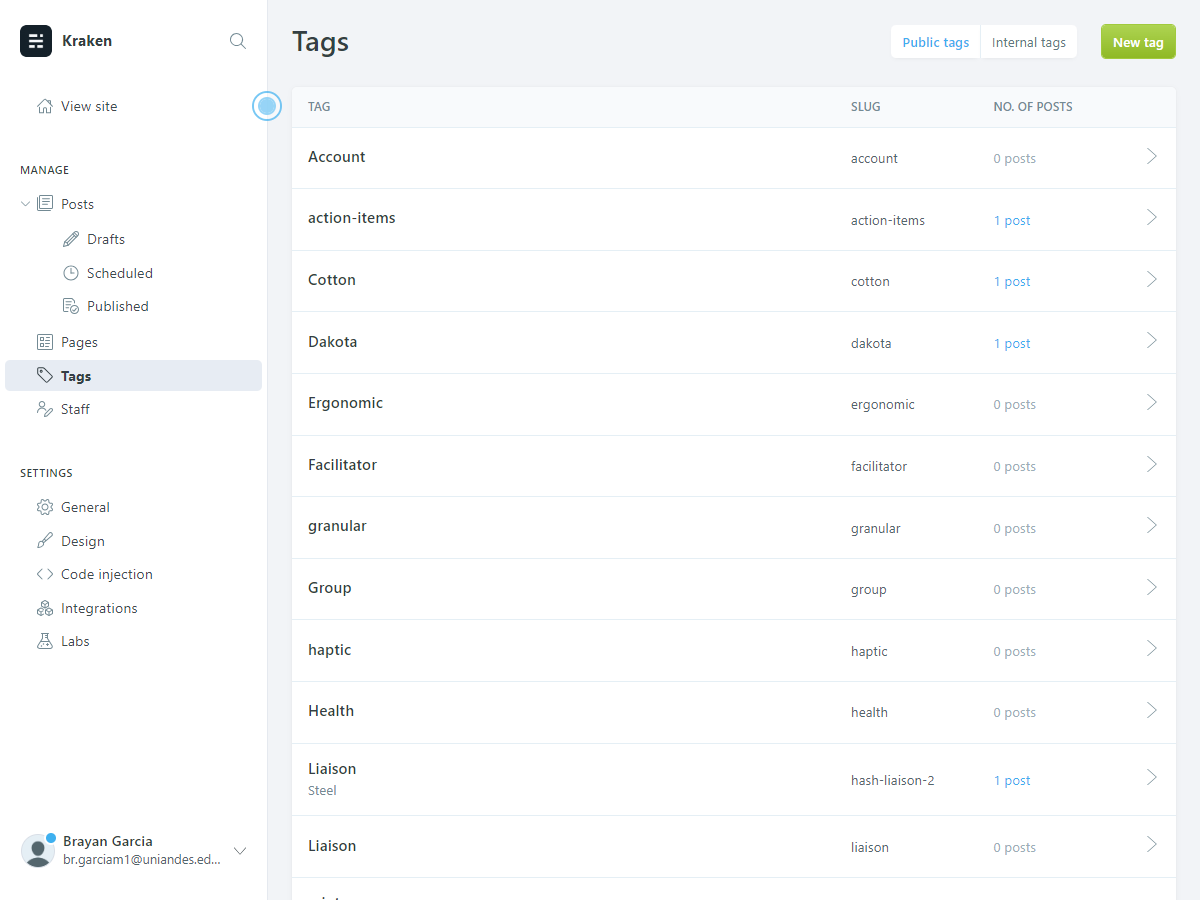 Kraken
View site
MANAGE
Posts
Drafts
Scheduled
Published
Pages
Tags
Staff
SETTINGS
General
Design
Code injection
Integrations
Labs
Brayan Garcia
br.garciam1@uniandes.ed...
Tags
Public tags Internal tags New tag
TAG SLUG NO. OF POSTS
Account account 0 posts
action-items action-items 1 post
Cotton cotton 1 post
Dakota dakota 1 post
Ergonomic ergonomic 0 posts
Facilitator facilitator 0 posts
granular granular 0 posts
Group group 0 posts
haptic haptic 0 posts
Health health 0 posts
Liaison hash-liaison-2 1 post
Steel
Liaison liaison 0 posts